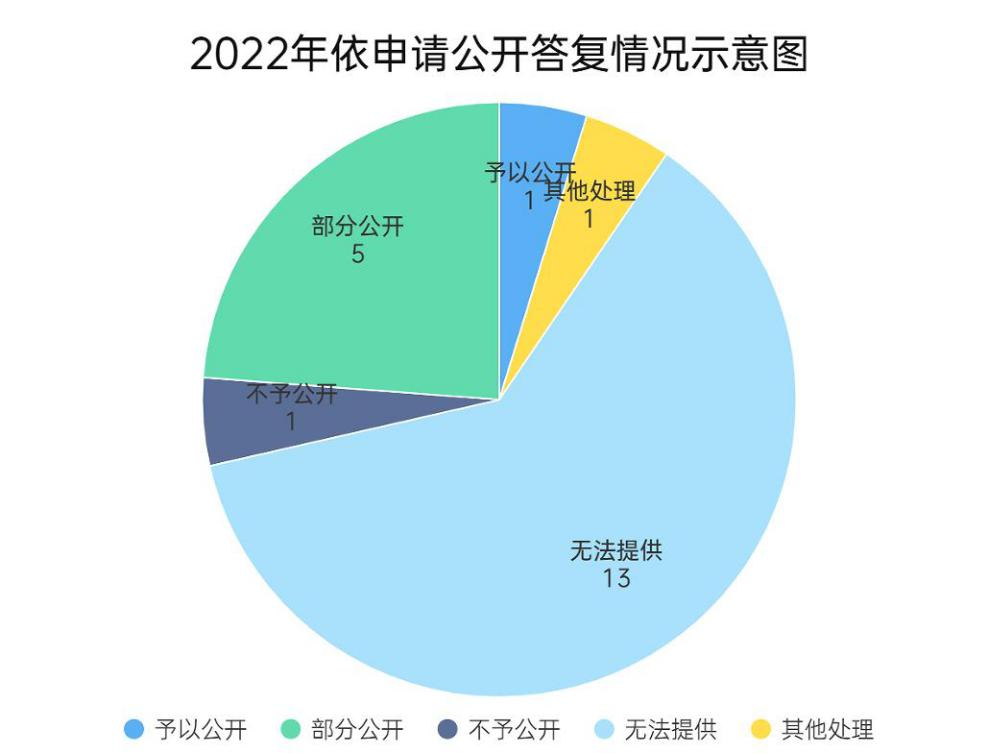 2022年依申请公开答复情况示意图
予以公开
1
其他处理
1
部分公开
5
不予公开
1
无法提供
13
予以公开 部分公开 不予公开 无法提供 其他处理